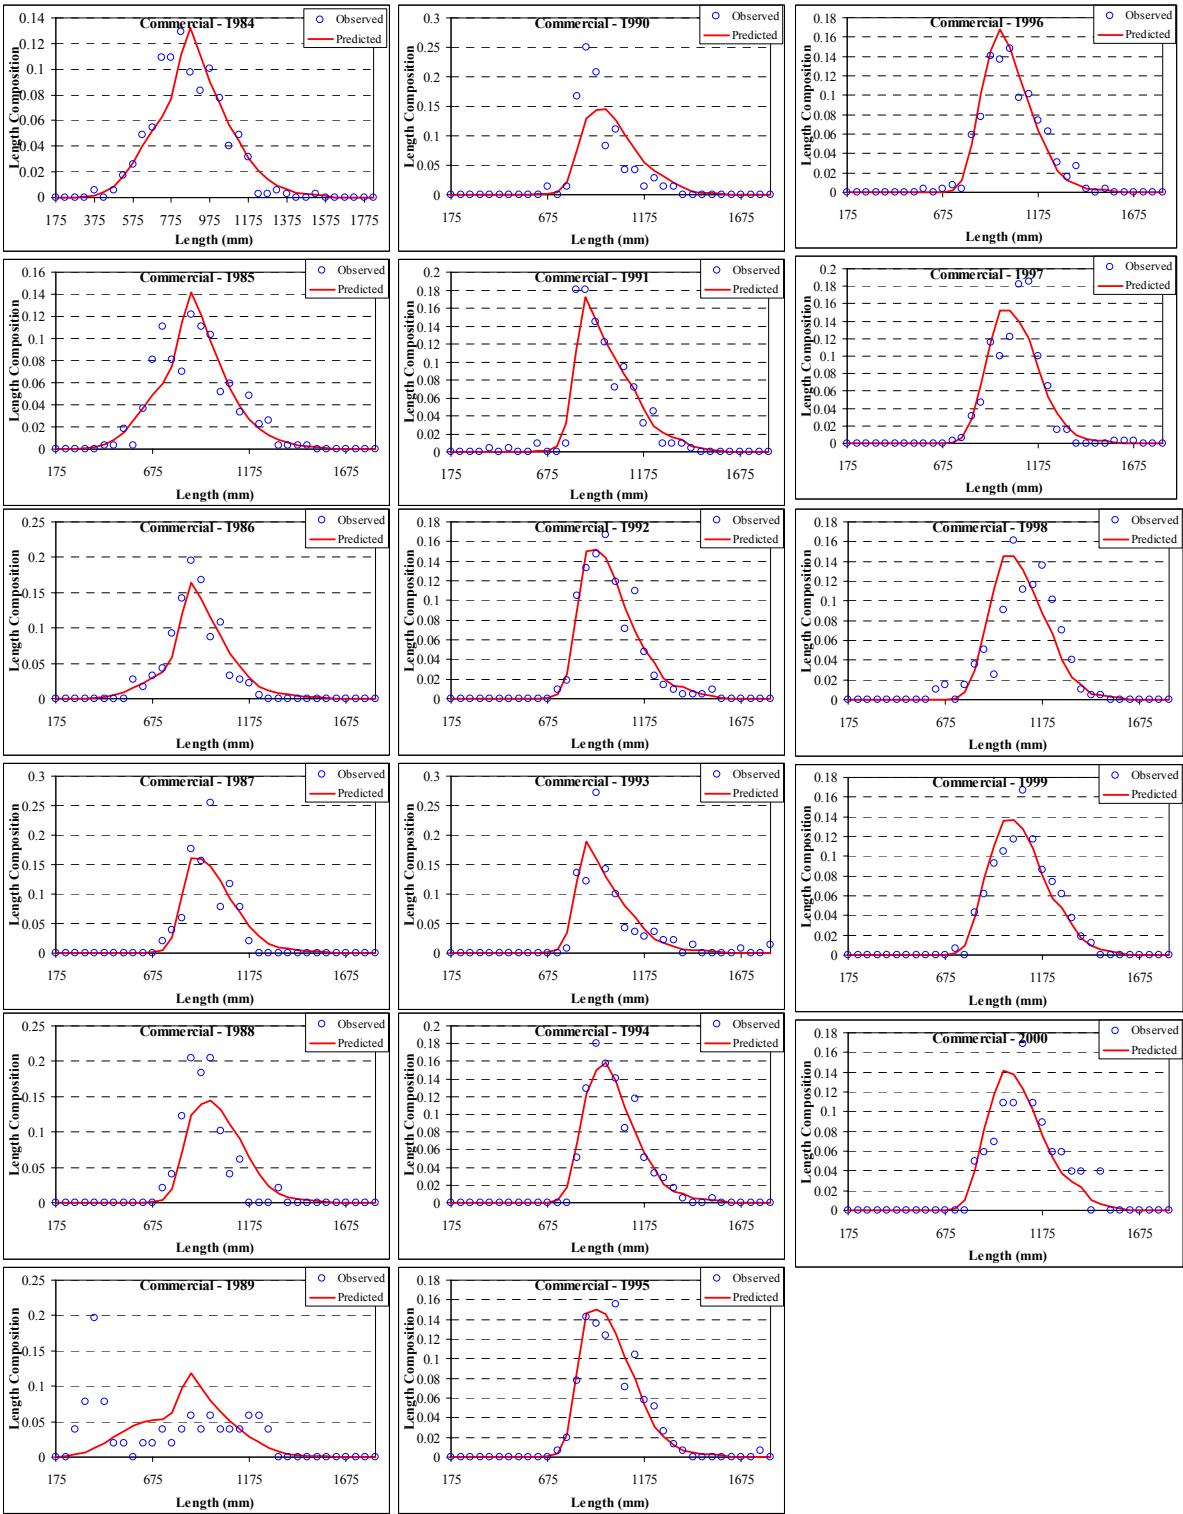 Commercial - 1984
Observed
Predicted
Length Composition
0.14
0.12
0.1
0.08
0.06
0.04
0.02
0
175 375 575 775 975 1175 1375 1575 1775
Length (mm)
Commercial - 1985
Observed
Predicted
Length Composition
0.16
0.14
0.12
0.1
0.08
0.06
0.04
0.02
0
175 675 1175 1675
Length (mm)
Commercial - 1986
Observed
Predicted
Length Composition
0.25
0.2
0.15
0.1
0.05
0
175 675 1175 1675
Length (mm)
Commercial - 1987
Observed
Predicted
Length Composition
0.3
0.25
0.2
0.15
0.1
0.05
0
175 675 1175 1675
Length (mm)
Commercial - 1988
Observed
Predicted
Length Composition
0.25
0.2
0.15
0.1
0.05
0
175 675 1175 1675
Length (mm)
Commercial - 1989
Observed
Predicted
Length Composition
0.25
0.2
0.15
0.1
0.05
0
175 675 1175 1675
Length (mm)
Commercial - 1990
Observed
Predicted
Length Composition
0.3
0.25
0.2
0.15
0.1
0.05
0
175 675 1175 1675
Length (mm)
Commercial - 1991
Observed
Predicted
Length Composition
0.2
0.18
0.16
0.14
0.12
0.1
0.08
0.06
0.04
0.02
0
175 675 1175 1675
Length (mm)
Commercial - 1992
Observed
Predicted
Length Composition
0.18
0.16
0.14
0.12
0.1
0.08
0.06
0.04
0.02
0
175 675 1175 1675
Length (mm)
Commercial - 1993
Observed
Predicted
Length Composition
0.3
0.25
0.2
0.15
0.1
0.05
0
175 675 1175 1675
Length (mm)
Commercial - 1994
Observed
Predicted
Length Composition
0.2
0.18
0.16
0.14
0.12
0.1
0.08
0.06
0.04
0.02
0
175 675 1175 1675
Length (mm)
Commercial - 1995
Observed
Predicted
Length Composition
0.18
0.16
0.14
0.12
0.1
0.08
0.06
0.04
0.02
0
175 675 1175 1675
Length (mm)
Commercial - 1996
Observed
Predicted
Length Composition
0.18
0.16
0.14
0.12
0.1
0.08
0.06
0.04
0.02
0
175 675 1175 1675
Length (mm)
Commercial - 1997
Observed
Predicted
Length Composition
0.2
0.18
0.16
0.14
0.12
0.1
0.08
0.06
0.04
0.02
0
175 675 1175 1675
Length (mm)
Commercial - 1998
Observed
Predicted
Length Composition
0.18
0.16
0.14
0.12
0.1
0.08
0.06
0.04
0.02
0
175 675 1175 1675
Length (mm)
Commercial - 1999
Observed
Predicted
Length Composition
0.18
0.16
0.14
0.12
0.1
0.08
0.06
0.04
0.02
0
175 675 1175 1675
Length (mm)
Commercial - 2000
Observed
Predicted
Length Composition
0.18
0.16
0.14
0.12
0.1
0.08
0.06
0.04
0.02
0
175 675 1175 1675
Length (mm)